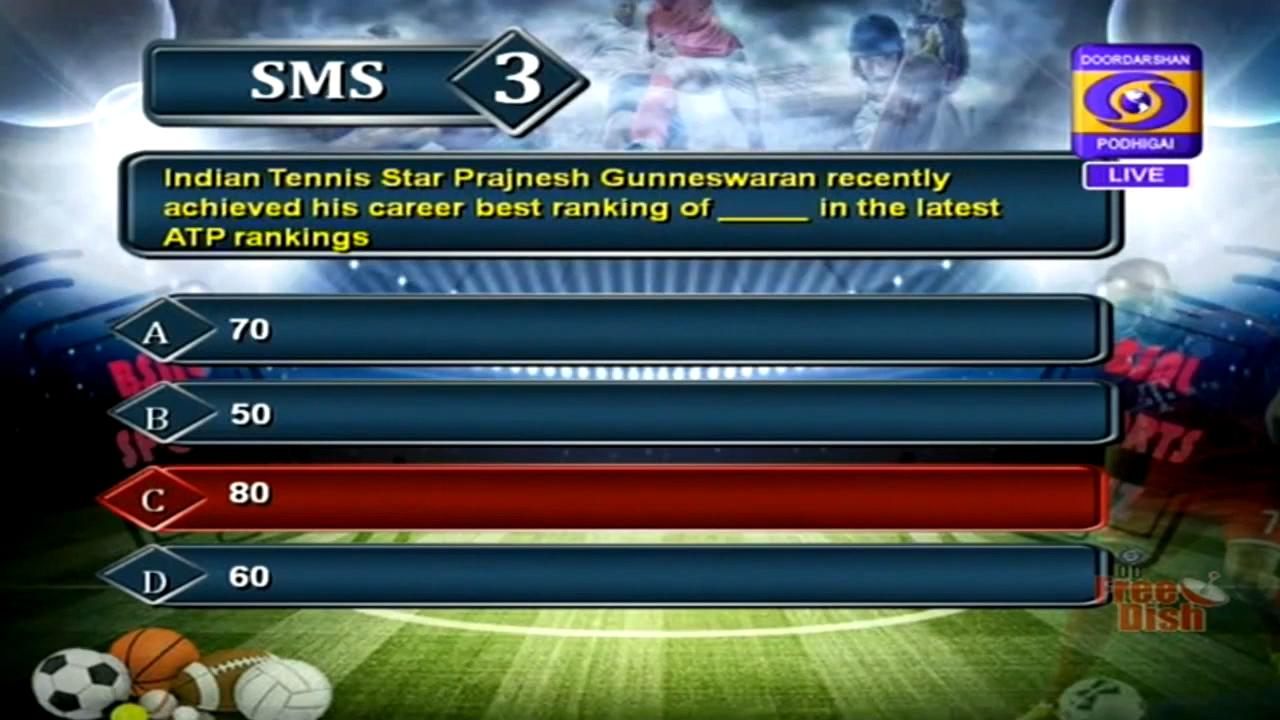 SMS 3
DOORDARSHAN
PODHIGAI
LIVE
Indian Tennis Star Prajnesh Gunneswaran recently
achieved his career best ranking of _____ in the latest
ATP rankings
A 70
B 50
C 80
D 60
DD
Free
Dish